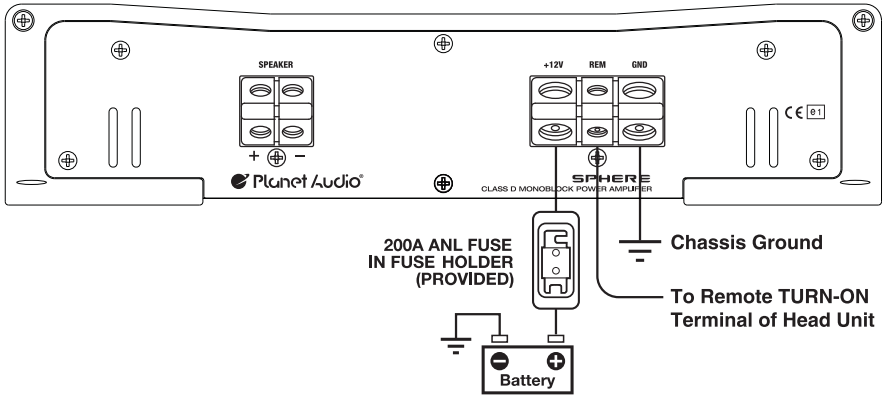 SPEAKER
+12V REM GND
CE e1
+ −
Planet Audio®
SPHERE
CLASS D MONOBLOCK POWER AMPLIFIER
200A ANL FUSE
IN FUSE HOLDER
(PROVIDED)
Chassis Ground
To Remote TURN-ON
Terminal of Head Unit
− +
Battery